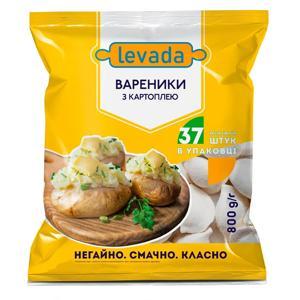 levada
ВАРЕНИКИ
З КАРТОПЛЕЮ
37
ШТУК
В УПАКОВЦІ
800 g/г
НЕГАЙНО. СМАЧНО. КЛАСНО